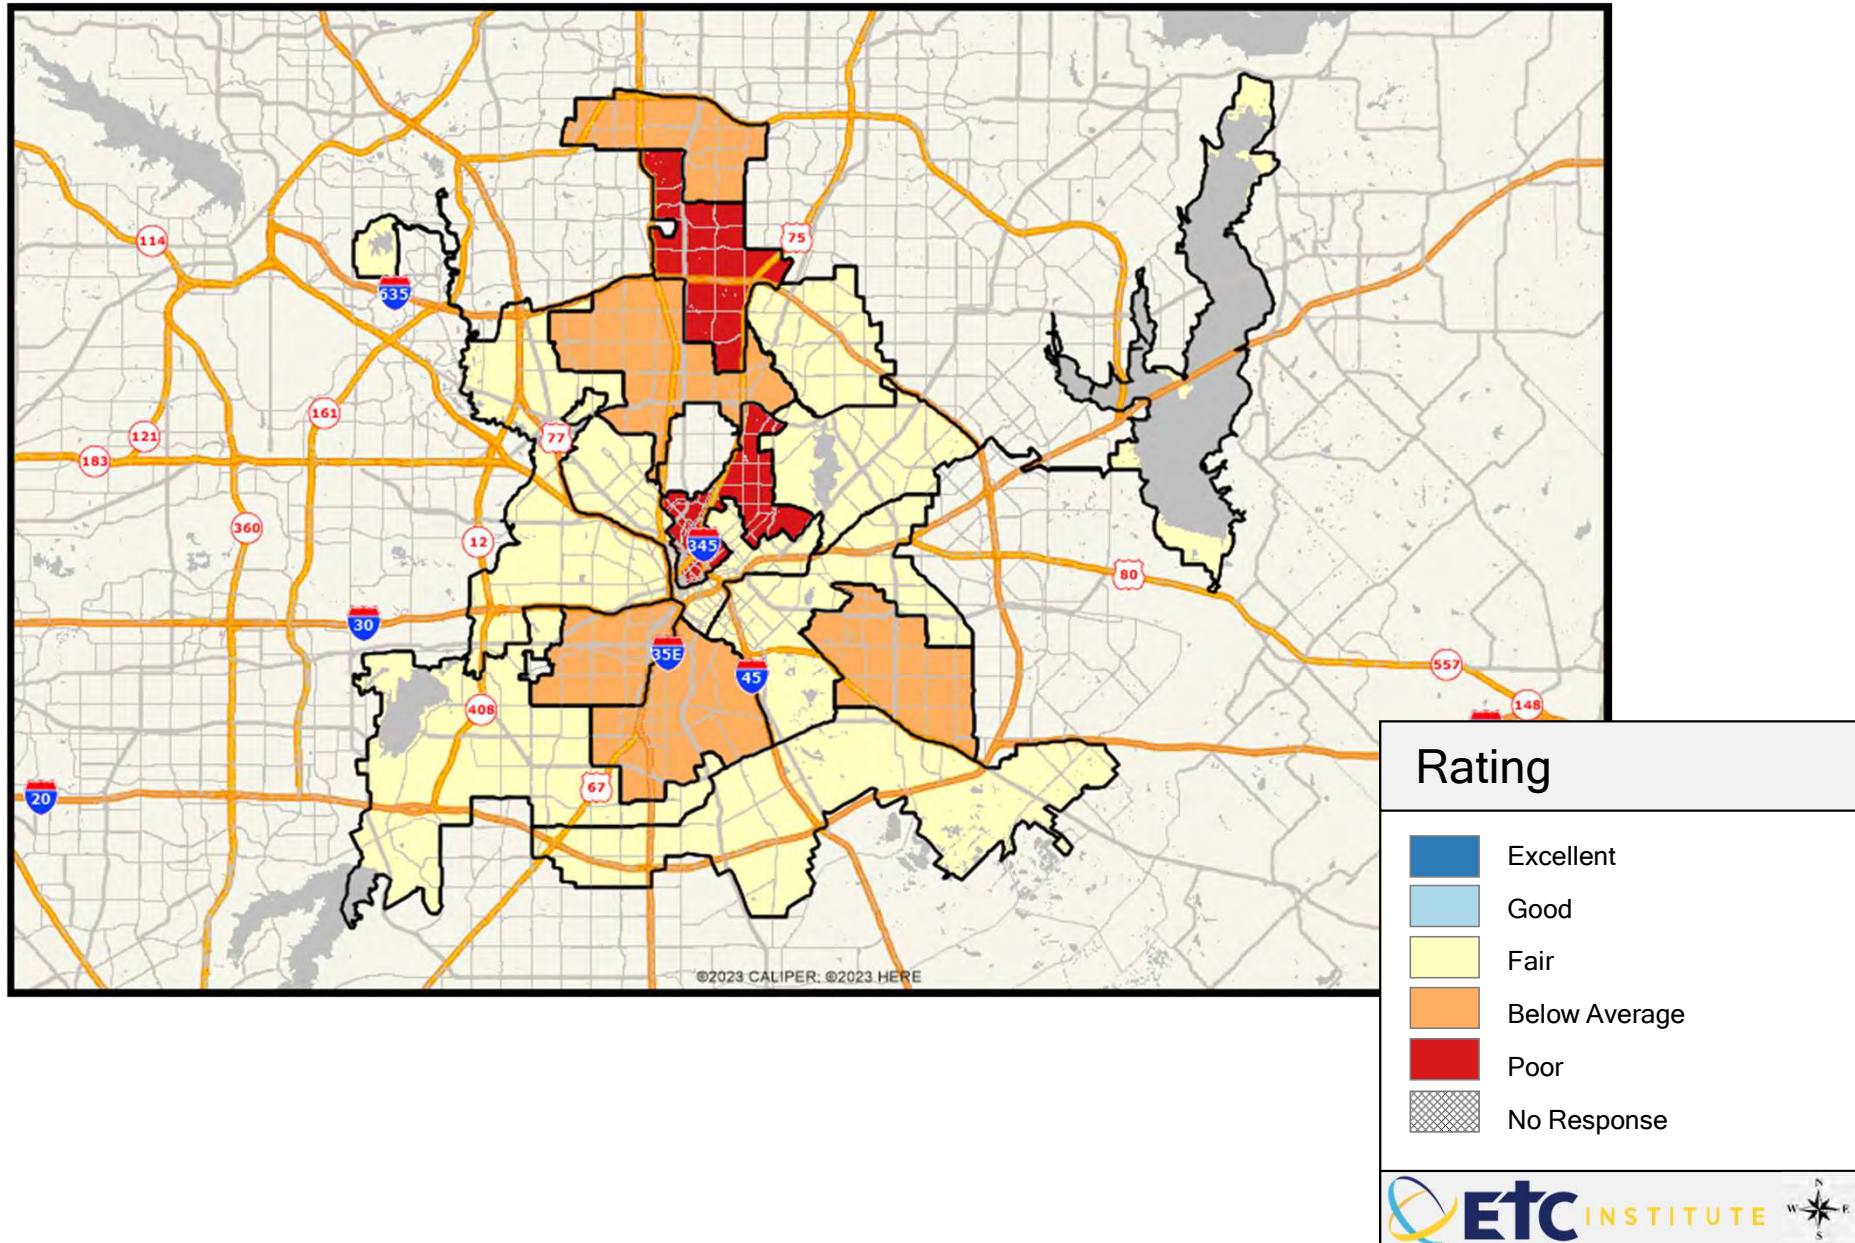 75
114
635
161
121
77
183
360
12
345
80
30
35E
45
557
148
408
67
20
©2023 CALIPER; ©2023 HERE
Rating
Excellent
Good
Fair
Below Average
Poor
No Response
ETC INSTITUTE
N
W E
S